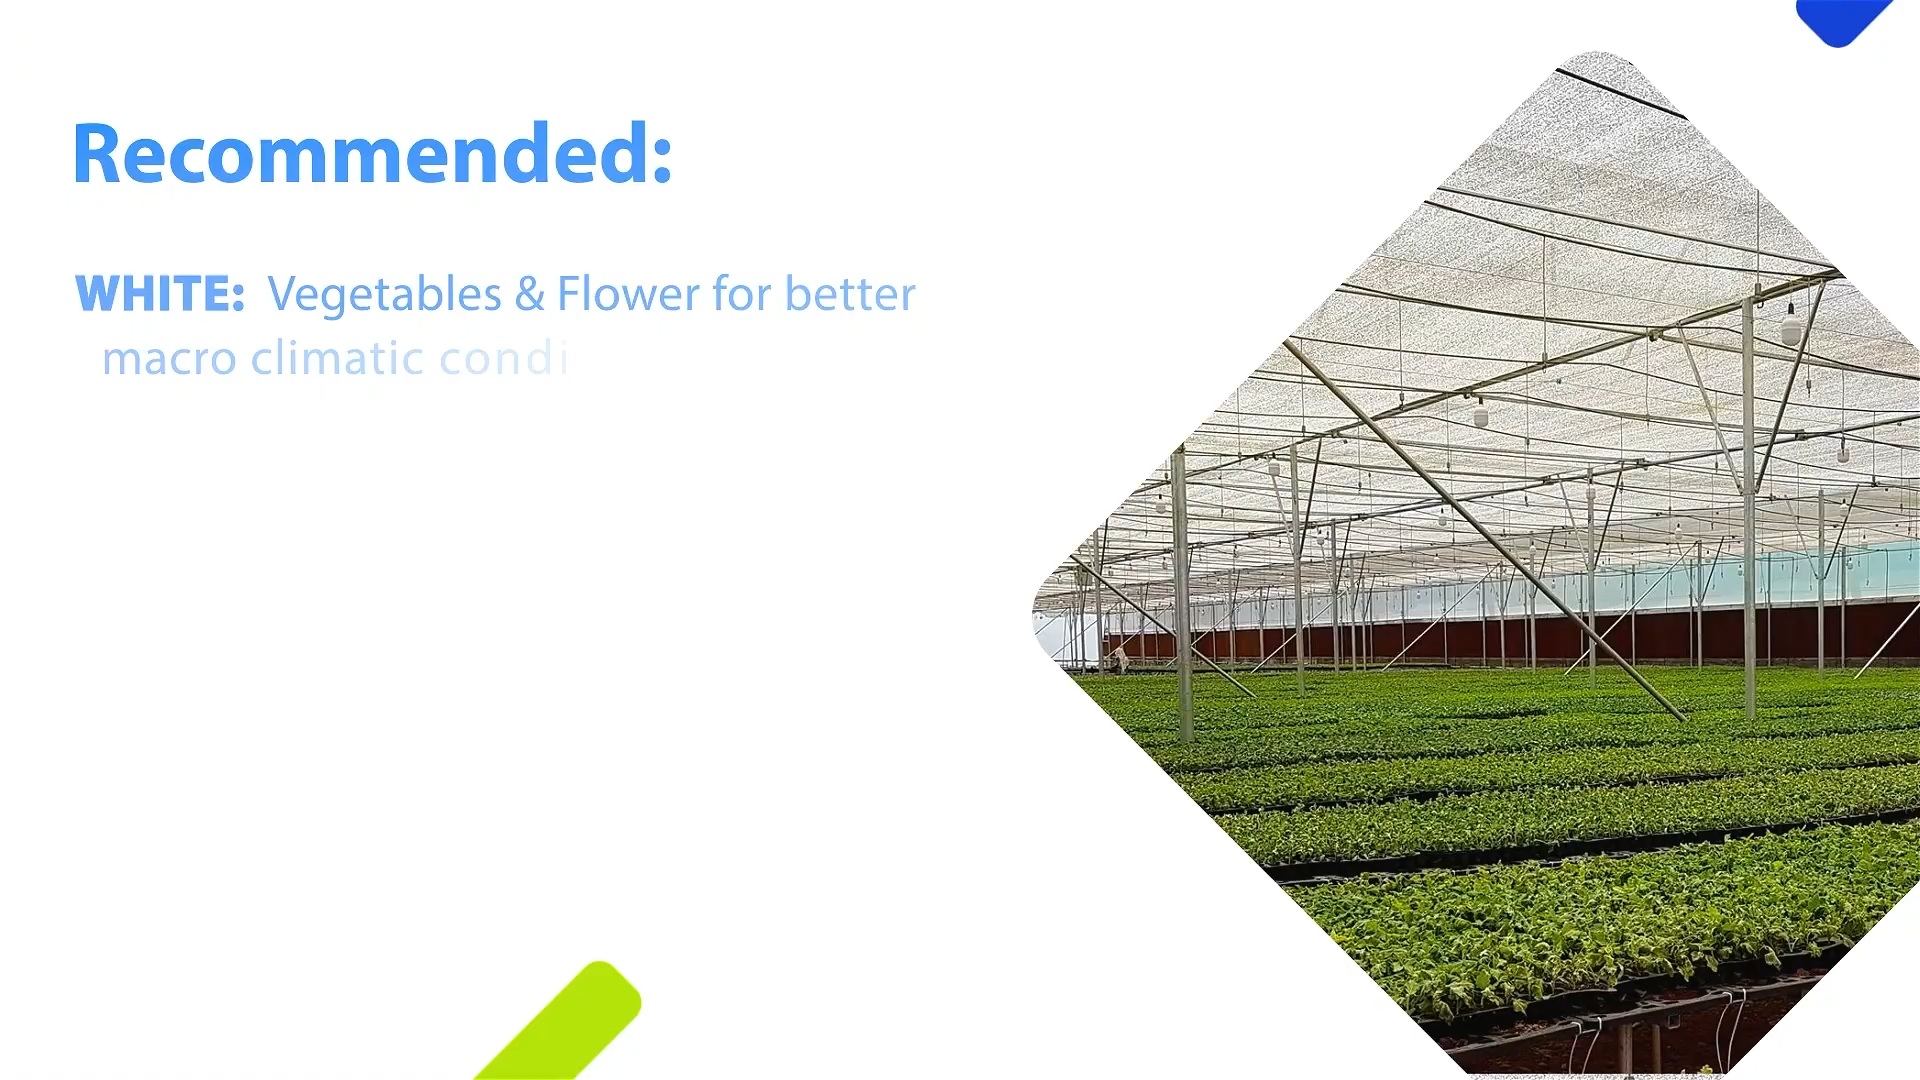 Recommended:
WHITE: Vegetables & Flower for better
macro climatic condi